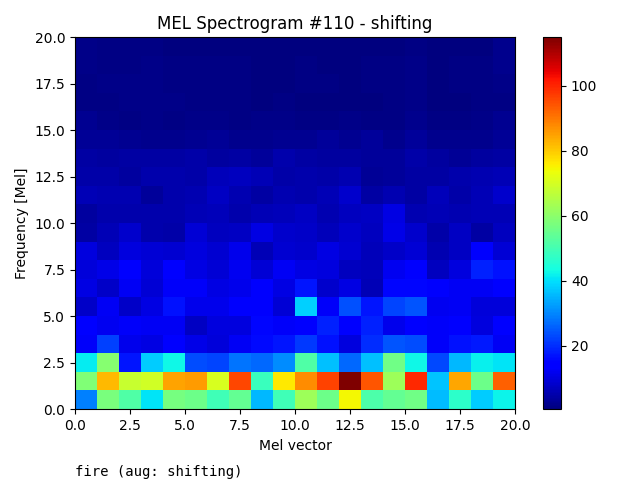 MEL Spectrogram #110 - shifting
20.0
17.5
15.0
12.5
10.0
7.5
5.0
2.5
0.0
Frequency [Mel]
0.0 2.5 5.0 7.5 10.0 12.5 15.0 17.5 20.0
Mel vector
100
80
60
40
20
fire (aug: shifting)